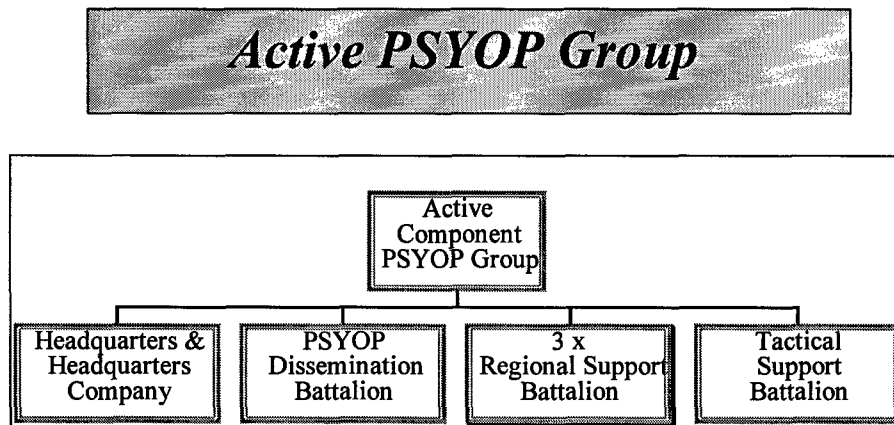 Active PSYOP Group
Active
Component
PSYOP Group
Headquarters &
Headquarters
Company
PSYOP
Dissemination
Battalion
3 x
Regional Support
Battalion
Tactical
Support
Battalion